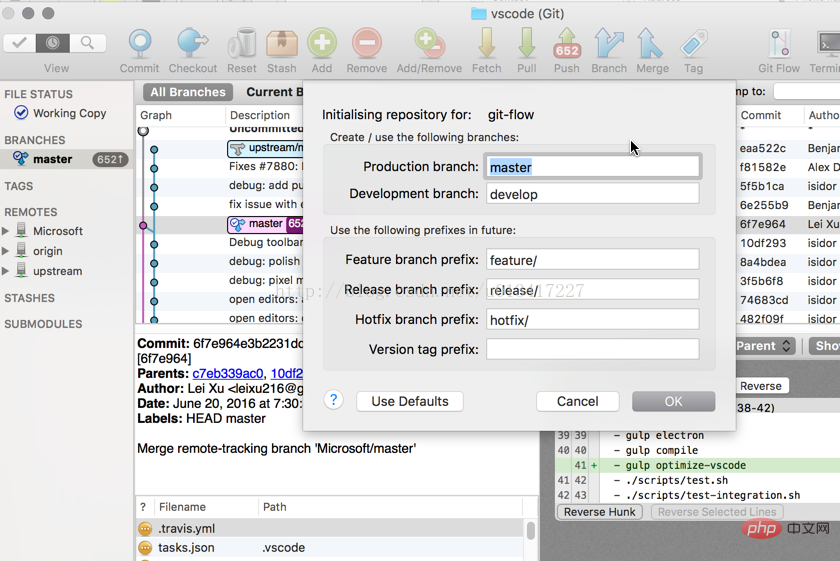 vscode (Git)
View
Commit
Checkout
Reset
Stash
Add
Remove
Add/Remove
Fetch
Pull
652
Push
Branch
Merge
Tag
Git Flow
FILE STATUS
Working Copy
BRANCHES
master 652↑
TAGS
REMOTES
Microsoft
origin
upstream
STASHES
SUBMODULES
All Branches
Current B
mp to:
Graph
Description
Commit
Autho
Uncommitted
upstream/m
eaa522c Benjar
Fixes #7880:
f81582e Alex D
debug: add pu
5f5b1ca isidor
fix issue with e
6e255b9 Benjar
master 652
6f7e964 Lei Xu
Debug toolbar
10df293 isidor
debug: polish
8a4bdea isidor
debug: pixel m
3f5b6f8 isidor
open editors: a
74683cd isidor
open editors:
482f09f isidor
Initialising repository for: git-flow
Create / use the following branches:
Production branch: master
Development branch: develop
Use the following prefixes in future:
Feature branch prefix: feature/
Release branch prefix: release/
Hotfix branch prefix: hotfix/
Version tag prefix:
? Use Defaults
Cancel
OK
Commit: 6f7e964e3b2231dc
[6f7e964]
Parents: c7eb339ac0, 10df2
Author: Lei Xu <leixu216@g
Date: June 20, 2016 at 7:30:
Labels: HEAD master
Merge remote-tracking branch 'Microsoft/master'
? Filename Path
.travis.yml
tasks.json .vscode
Parent
Sho
Reverse
38-42)
39 39 - gulp electron
40 40 - gulp compile
41 + - gulp optimize-vscode
41 42 - ./scripts/test.sh
42 43 - ./scripts/test-integration.sh
Reverse Hunk
Reverse Selected Lines
php 中文网